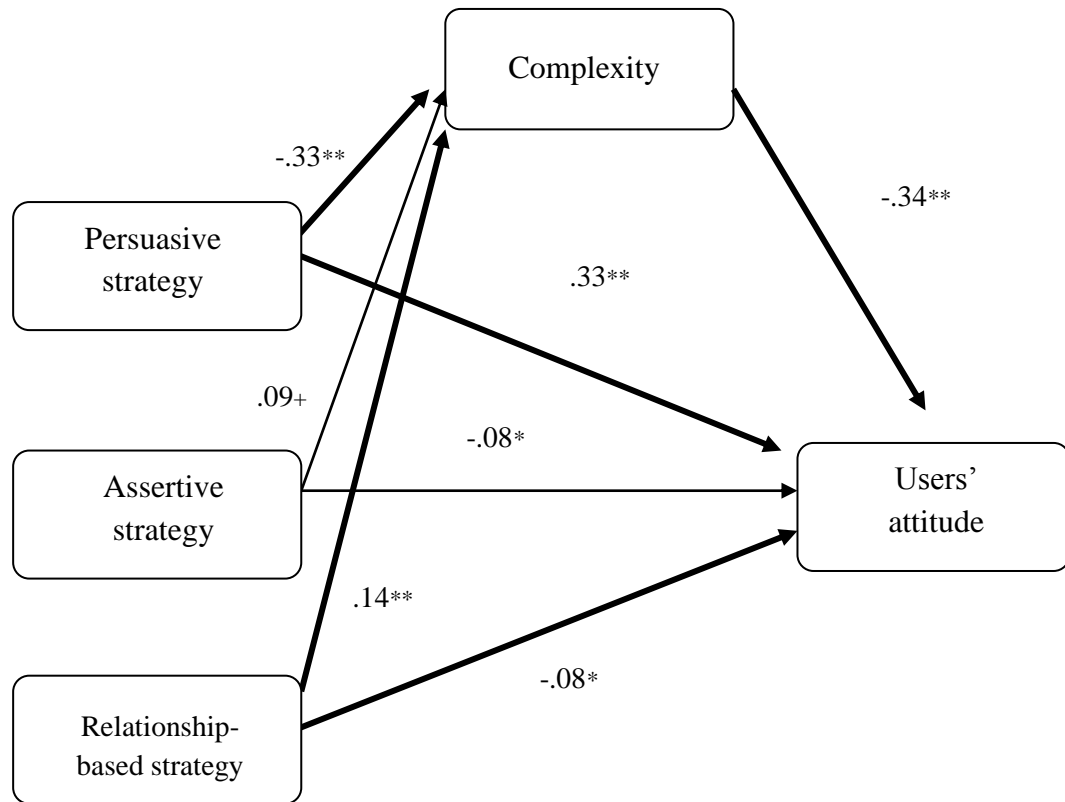 Complexity
-.33**
-.34**
Persuasive
strategy
.33**
.09+
-.08*
Assertive
strategy
Users’
attitude
.14**
-.08*
Relationship-
based strategy